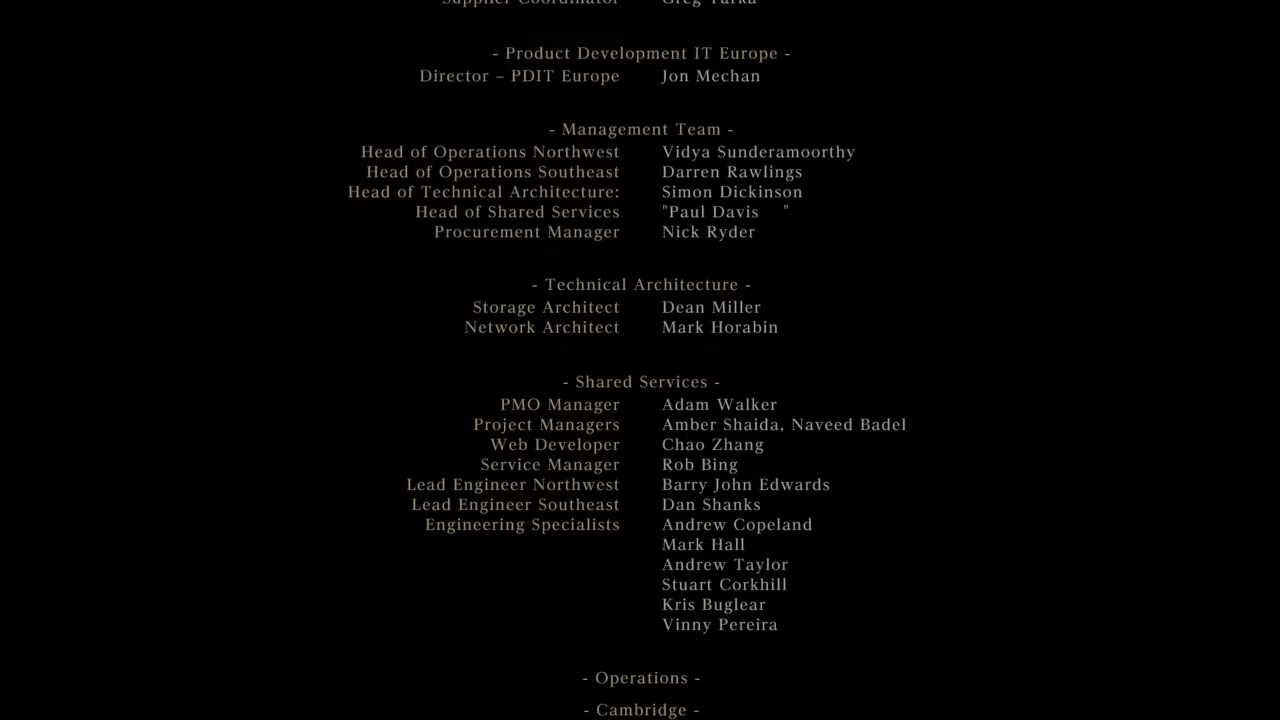 Supplier Coordinator Greg Tarka
- Product Development IT Europe -
Director – PDIT Europe Jon Mechan
- Management Team -
Head of Operations Northwest Vidya Sunderamoorthy
Head of Operations Southeast Darren Rawlings
Head of Technical Architecture: Simon Dickinson
Head of Shared Services "Paul Davis "
Procurement Manager Nick Ryder
- Technical Architecture -
Storage Architect Dean Miller
Network Architect Mark Horabin
- Shared Services -
PMO Manager Adam Walker
Project Managers Amber Shaida, Naveed Badel
Web Developer Chao Zhang
Service Manager Rob Bing
Lead Engineer Northwest Barry John Edwards
Lead Engineer Southeast Dan Shanks
Engineering Specialists Andrew Copeland
Mark Hall
Andrew Taylor
Stuart Corkhill
Kris Buglear
Vinny Pereira
- Operations -
- Cambridge -